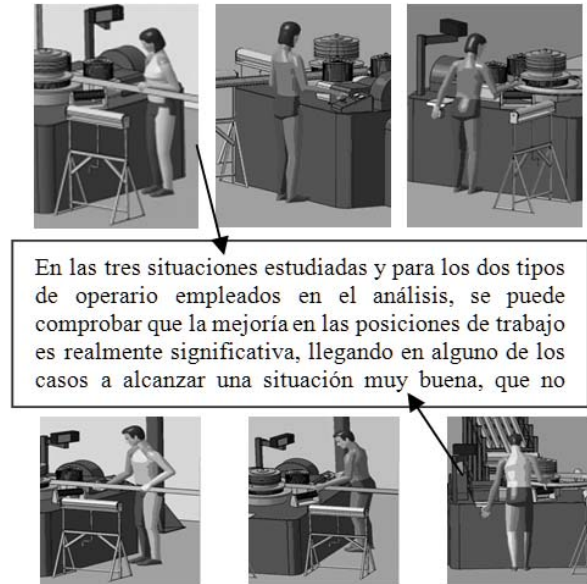 En las tres situaciones estudiadas y para los dos tipos
de operario empleados en el análisis, se puede
comprobar que la mejoría en las posiciones de trabajo
es realmente significativa, llegando en alguno de los
casos a alcanzar una situación muy buena, que no